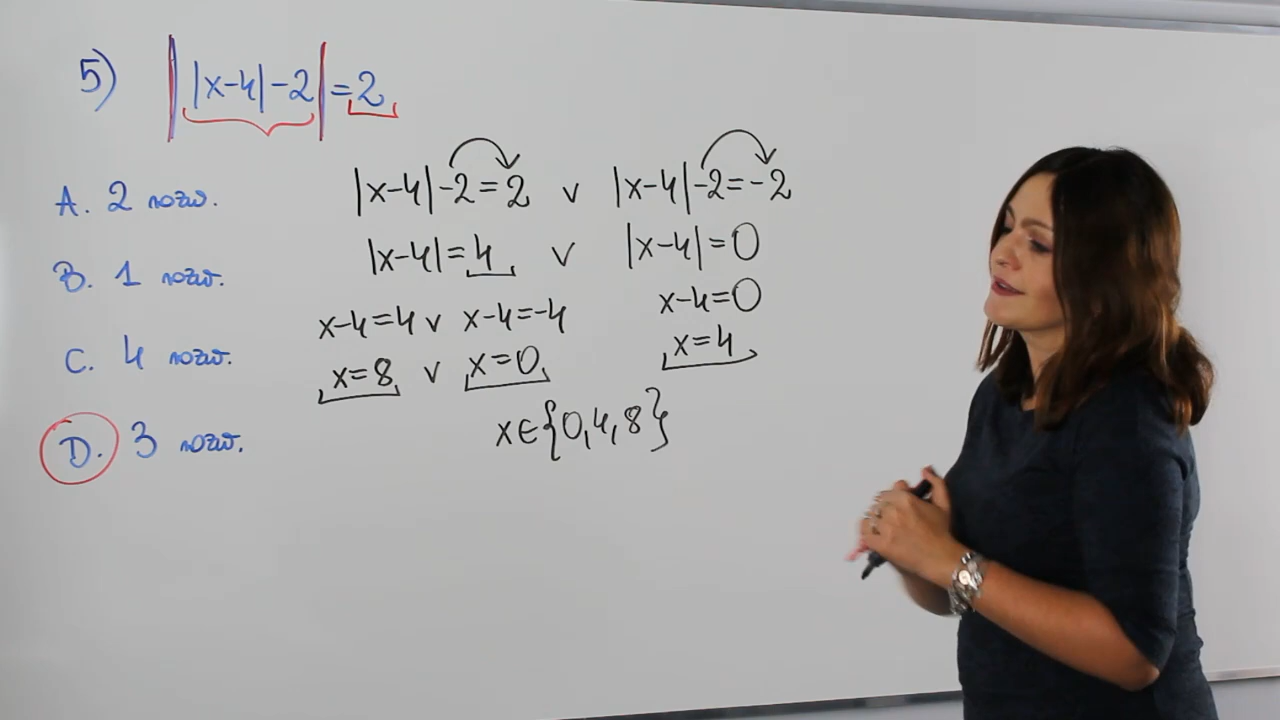 5) ||x-4|-2|=2
A. 2 rozw.
B. 1 rozw.
C. 4 rozw.
D. 3 rozw.
|x-4|-2=2 v |x-4|-2=-2
|x-4|=4 v |x-4|=0
x-4=4 v x-4=-4 x-4=0
x=8 v x=0 x=4
x∈{0,4,8}